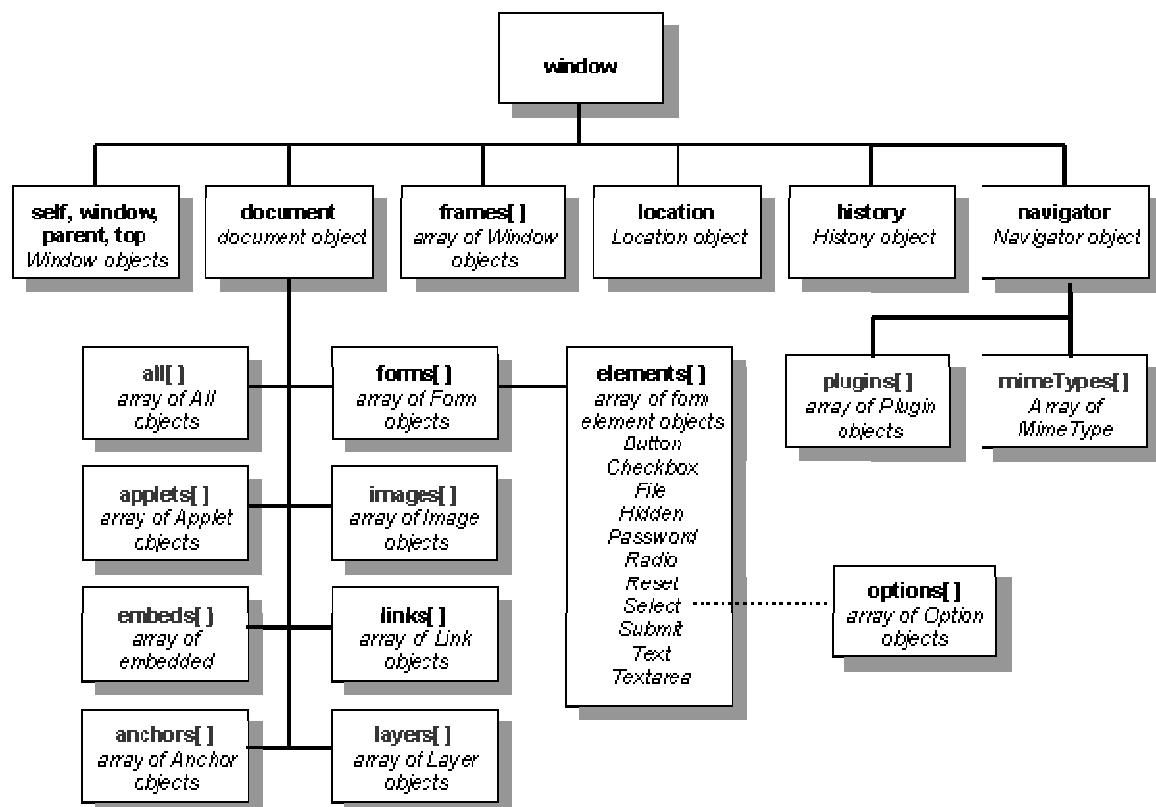 window
self, window,
parent, top
Window objects
document
document object
frames[ ]
array of Window
objects
location
Location object
history
History object
navigator
Navigator object
all[ ]
array of All
objects
forms[ ]
array of Form
objects
elements[ ]
array of form
element objects
Button
Checkbox
File
Hidden
Password
Radio
Reset
Select
Submit
Text
Textarea
plugins[ ]
array of Plugin
objects
mimeTypes[ ]
Array of
MimeType
applets[ ]
array of Applet
objects
images[ ]
array of Image
objects
embeds[ ]
array of
embedded
links[ ]
array of Link
objects
options[ ]
array of Option
objects
anchors[ ]
array of Anchor
objects
layers[ ]
array of Layer
objects